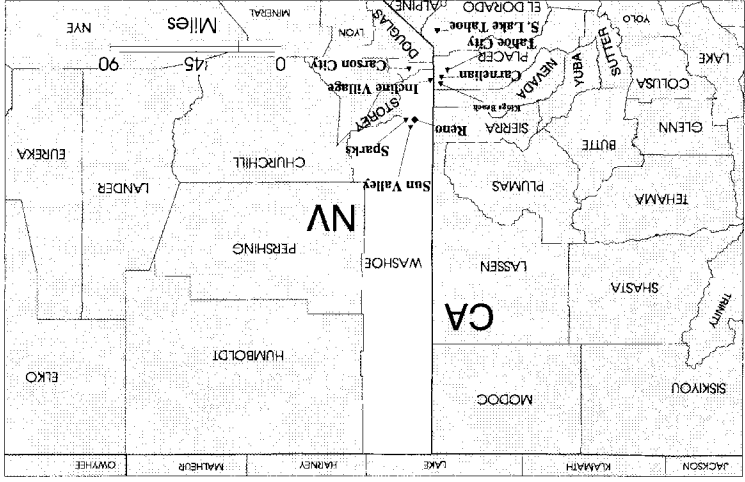 JACKSON
KLAMATH
LAKE
HARNEY
MALHEUR
OWYHEE
SISKIYOU
MODOC
HUMBOLDT
ELKO
TRINITY
CA
SHASTA
LASSEN
WASHOE
PERSHING
NV
TEHAMA
PLUMAS
Sun Valley
LANDER
CHURCHILL
EUREKA
Sparks
BUTTE
GLENN
SIERRA
Reno
STOREY
Kings Beach
COLUSA
NEVADA
Incline Village
YUBA
Carnelian
Carson City
LAKE
SUTTER
PLACER
Tahoe City
0 45 90
Miles
S. Lake Tahoe
DOUGLAS
LYON
YOLO
EL DORADO
ALPINE
MINERAL
NYE